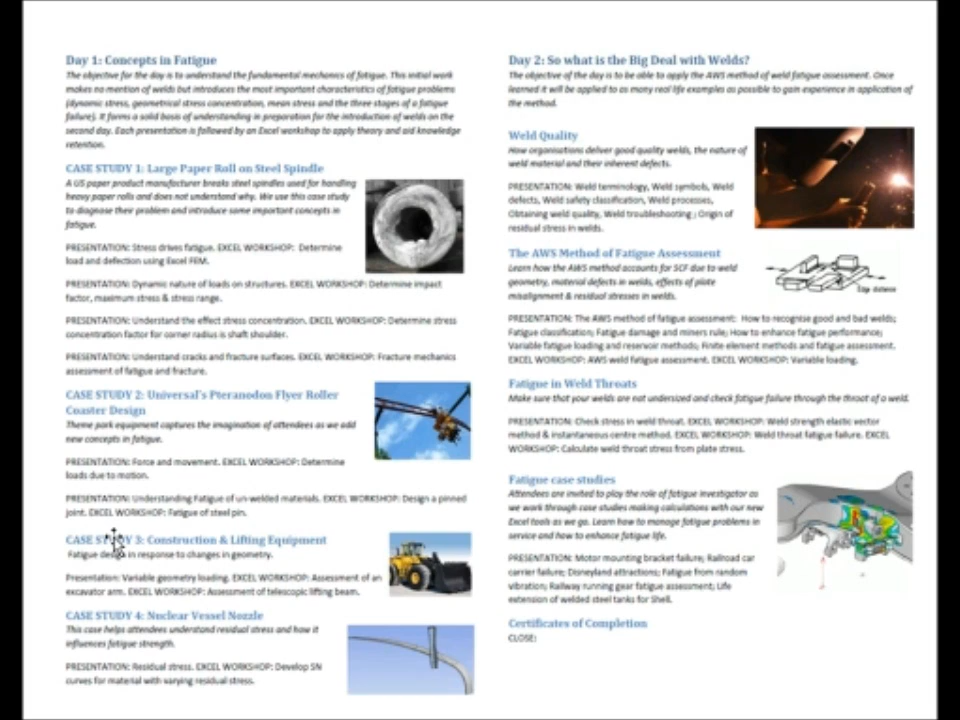 Day 1: Concepts in Fatigue
The objective for the day is to understand the fundamental mechanics of fatigue. This initial work
makes no mention of welds but introduces the most important characteristics of fatigue problems
(dynamic stress, geometrical stress concentration, mean stress and the three stages of a fatigue
failure). It forms a solid basis of understanding in preparation for the introduction of welds on the
second day. Each presentation is followed by an Excel workshop to apply theory and aid knowledge
retention.
CASE STUDY 1: Large Paper Roll on Steel Spindle
A US paper product manufacturer breaks steel spindles used for handling
heavy paper rolls and does not understand why. We use this case study
to diagnose their problem and introduce some important concepts in
fatigue.
PRESENTATION: Stress drives fatigue. EXCEL WORKSHOP: Determine
load and defection using Excel FEM.
PRESENTATION: Dynamic nature of loads on structures. EXCEL WORKSHOP: Determine impact
factor, maximum stress & stress range.
PRESENTATION: Understand the effect stress concentration. EXCEL WORKSHOP: Determine stress
concentration factor for corner radius is shaft shoulder.
PRESENTATION: Understand cracks and fracture surfaces. EXCEL WORKSHOP: Fracture mechanics
assessment of fatigue and fracture.
CASE STUDY 2: Universal's Pteranodon Flyer Roller
Coaster Design
Theme park equipment captures the imagination of attendees as we add
new concepts in fatigue.
PRESENTATION: Force and movement. EXCEL WORKSHOP: Determine
loads due to motion.
PRESENTATION: Understanding Fatigue of un-welded materials. EXCEL WORKSHOP: Design a pinned
joint. EXCEL WORKSHOP: Fatigue of steel pin.
CASE STUDY 3: Construction & Lifting Equipment
Fatigue design in response to changes in geometry.
Presentation: Variable geometry loading. EXCEL WORKSHOP: Assessment of an
excavator arm. EXCEL WORKSHOP: Assessment of telescopic lifting beam.
CASE STUDY 4: Nuclear Vessel Nozzle
This case helps attendees understand residual stress and how it
influences fatigue strength.
PRESENTATION: Residual stress. EXCEL WORKSHOP: Develop SN
curves for material with varying residual stress.
Day 2: So what is the Big Deal with Welds?
The objective of the day is to be able to apply the AWS method of weld fatigue assessment. Once
learned it will be applied to as many real life examples as possible to gain experience in application of
the method.
Weld Quality
How organisations deliver good quality welds, the nature of
weld material and their inherent defects.
PRESENTATION: Weld terminology, Weld symbols, Weld
defects, Weld safety classification, Weld processes,
Obtaining weld quality, Weld troubleshooting ; Origin of
residual stress in welds.
The AWS Method of Fatigue Assessment
Learn how the AWS method accounts for SCF due to weld
geometry, material defects in welds, effects of plate
misalignment & residual stresses in welds.
PRESENTATION: The AWS method of fatigue assessment: How to recognise good and bad welds;
Fatigue classification; Fatigue damage and miners rule; How to enhance fatigue performance;
Variable fatigue loading and reservoir methods; Finite element methods and fatigue assessment.
EXCEL WORKSHOP: AWS weld fatigue assessment. EXCEL WORKSHOP: Variable loading.
Fatigue in Weld Throats
Make sure that your welds are not undersized and check fatigue failure through the throat of a weld.
PRESENTATION: Check stress in weld throat. EXCEL WORKSHOP: Weld strength elastic vector
method & instantaneous centre method. EXCEL WORKSHOP: Weld throat fatigue failure. EXCEL
WORKSHOP: Calculate weld throat stress from plate stress.
Fatigue case studies
Attendees are invited to play the role of fatigue investigator as
we work through case studies making calculations with our new
Excel tools as we go. Learn how to manage fatigue problems in
service and how to enhance fatigue life.
PRESENTATION: Motor mounting bracket failure; Railroad car
carrier failure; Disneyland attractions; Fatigue from random
vibration; Railway running gear fatigue assessment; Life
extension of welded steel tanks for Shell.
Certificates of Completion
CLOSE: